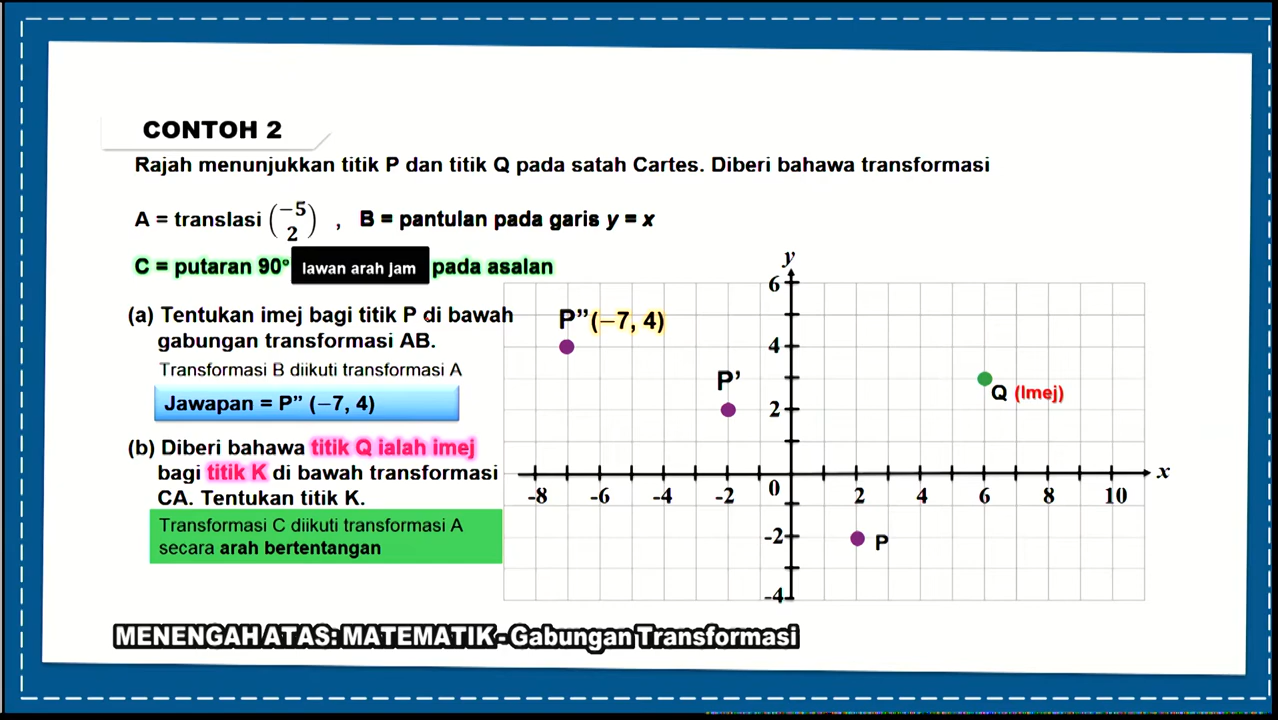 CONTOH 2
Rajah menunjukkan titik P dan titik Q pada satah Cartes. Diberi bahawa transformasi
A = translasi (−5 2) , B = pantulan pada garis y = x
C = putaran 90° lawan arah jam pada asalan
(a) Tentukan imej bagi titik P di bawah
gabungan transformasi AB.
Transformasi B diikuti transformasi A
Jawapan = P” (−7, 4)
(b) Diberi bahawa titik Q ialah imej
bagi titik K di bawah transformasi
CA. Tentukan titik K.
Transformasi C diikuti transformasi A
secara arah bertentangan
y
6
P” (−7, 4)
4
P’
2
Q (Imej)
x
-8 -6 -4 -2 0 2 4 6 8 10
-2
P
-4
MENENGAH ATAS: MATEMATIK - Gabungan Transformasi